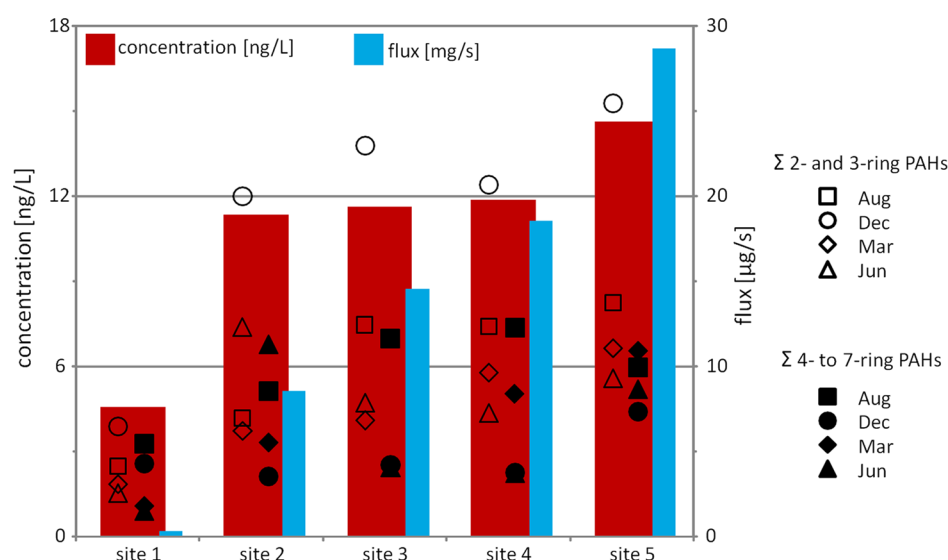 18
30
concentration [ng/L]
flux [mg/s]
12
20
6
10
0
0
concentration [ng/L]
flux [µg/s]
site 1
site 2
site 3
site 4
site 5
Σ 2- and 3-ring PAHs
Aug
Dec
Mar
Jun
Σ 4- to 7-ring PAHs
Aug
Dec
Mar
Jun